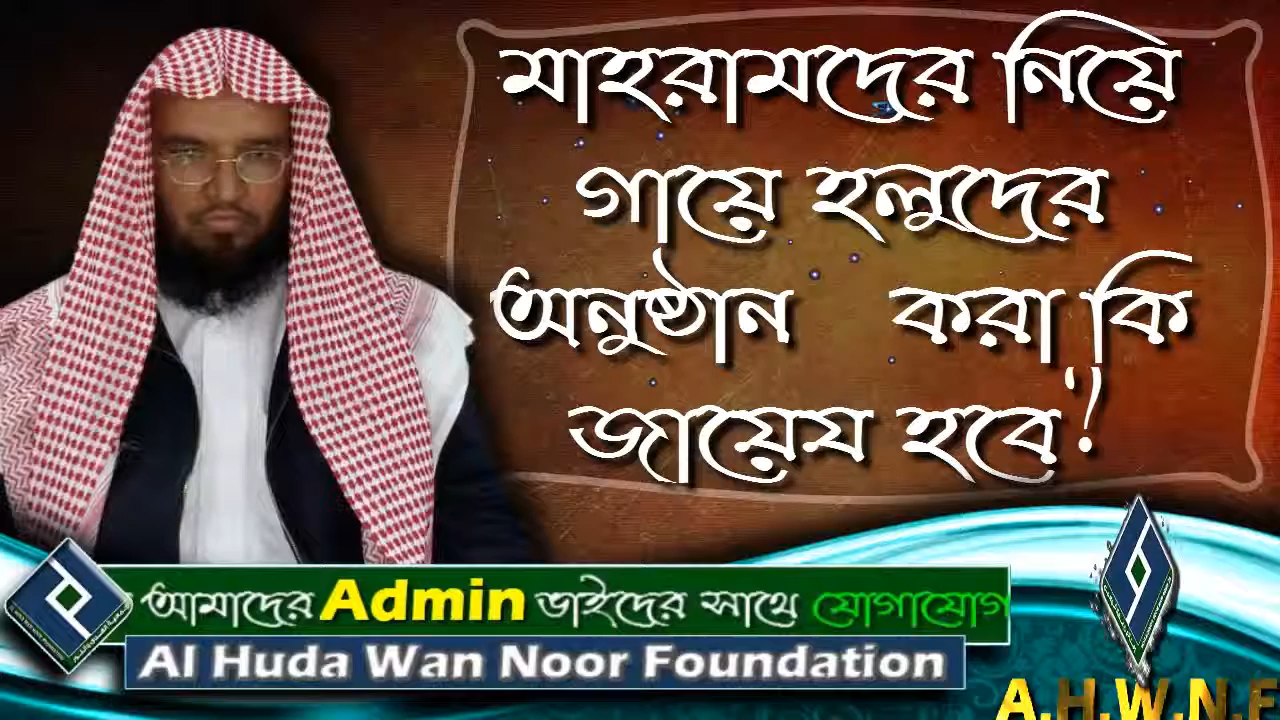 মাহরামদের নিয়ে
গায়ে হলুদের
অনুষ্ঠান করা কি
জায়েয হবে?
আমাদের Admin ভাইদের সাথে যোগাযোগ
Al Huda Wan Noor Foundation
A.H.W.N.F